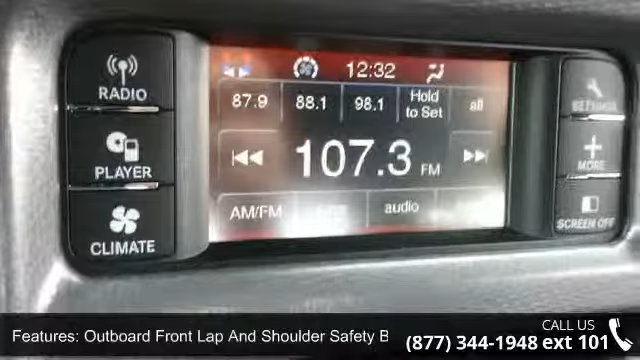 RADIO
PLAYER
CLIMATE
12:32
87.9 88.1 98.1 Hold to Set all
107.3 FM
AM/FM audio
SETTINGS
MORE
SCREEN OFF
Features: Outboard Front Lap And Shoulder Safety B
CALL US
(877) 344-1948 ext 101